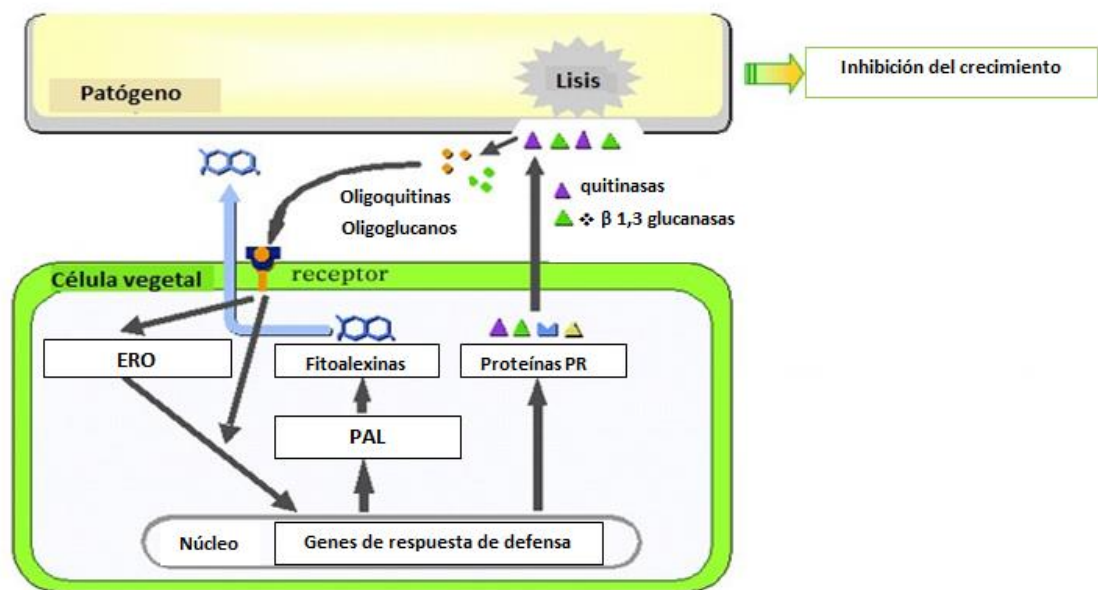 Patógeno
Lisis
Inhibición del crecimiento
Oligoquitinas
Oligoglucanos
quitinasas
❖ β 1,3 glucanasas
Célula vegetal
receptor
ERO
Fitoalexinas
Proteínas PR
PAL
Núcleo
Genes de respuesta de defensa